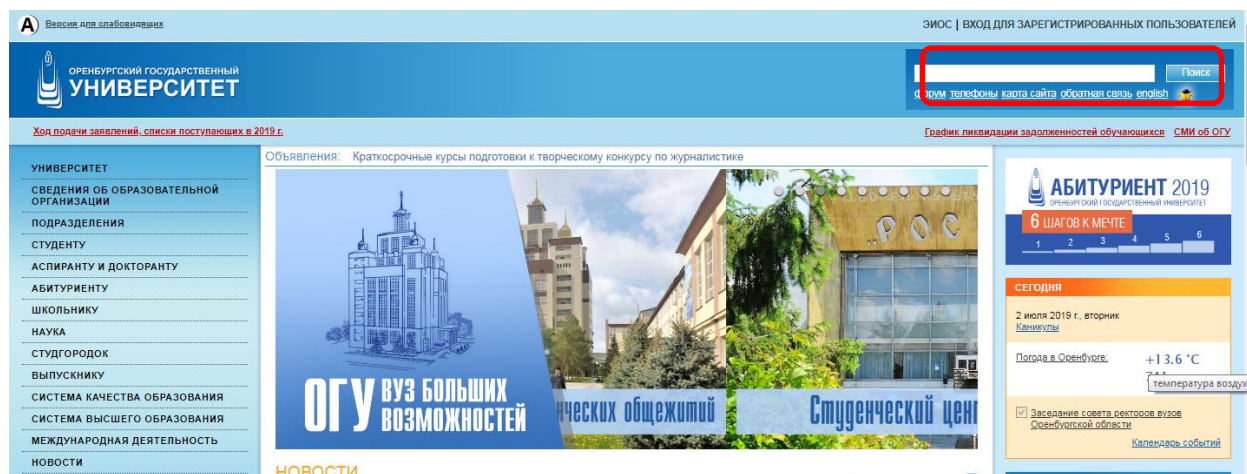 Версия для слабовидящих
ЭИОС | ВХОД ДЛЯ ЗАРЕГИСТРИРОВАННЫХ ПОЛЬЗОВАТЕЛЕЙ
ОРЕНБУРГСКИЙ ГОСУДАРСТВЕННЫЙ
УНИВЕРСИТЕТ
Поиск
форум телефоны карта сайта обратная связь english
Ход подачи заявлений, списки поступающих в 2019 г.
График ликвидации задолженностей обучающихся СМИ об ОГУ
УНИВЕРСИТЕТ
СВЕДЕНИЯ ОБ ОБРАЗОВАТЕЛЬНОЙ
ОРГАНИЗАЦИИ
ПОДРАЗДЕЛЕНИЯ
СТУДЕНТУ
АСПИРАНТУ И ДОКТОРАНТУ
АБИТУРИЕНТУ
ШКОЛЬНИКУ
НАУКА
СТУДГОРОДОК
ВЫПУСКНИКУ
СИСТЕМА КАЧЕСТВА ОБРАЗОВАНИЯ
СИСТЕМА ВЫСШЕГО ОБРАЗОВАНИЯ
МЕЖДУНАРОДНАЯ ДЕЯТЕЛЬНОСТЬ
НОВОСТИ
Объявления: Краткосрочные курсы подготовки к творческому конкурсу по журналистике
"РОС
ОГУ ВУЗ БОЛЬШИХ
ВОЗМОЖНОСТЕЙ
нческих общежитий
Студенческий цент
НОВОСТИ
АБИТУРИЕНТ 2019
ОРЕНБУРГСКИЙ ГОСУДАРСТВЕННЫЙ УНИВЕРСИТЕТ
6 ШАГОВ К МЕЧТЕ
1 2 3 4 5 6
СЕГОДНЯ
2 июля 2019 г., вторник
Каникулы
Погода в Оренбурге: +13.6 °C
температура воздух
Заседание совета ректоров вузов
Оренбургской области
Календарь событий